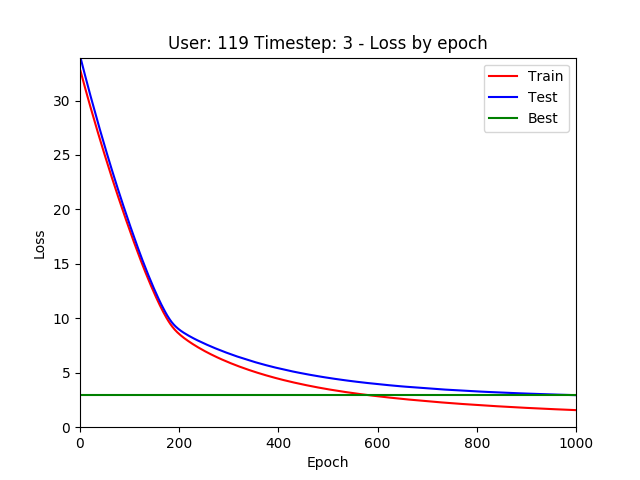 User: 119 Timestep: 3 - Loss by epoch
Train
Test
Best
Loss
30
25
20
15
10
5
0
0 200 400 600 800 1000
Epoch